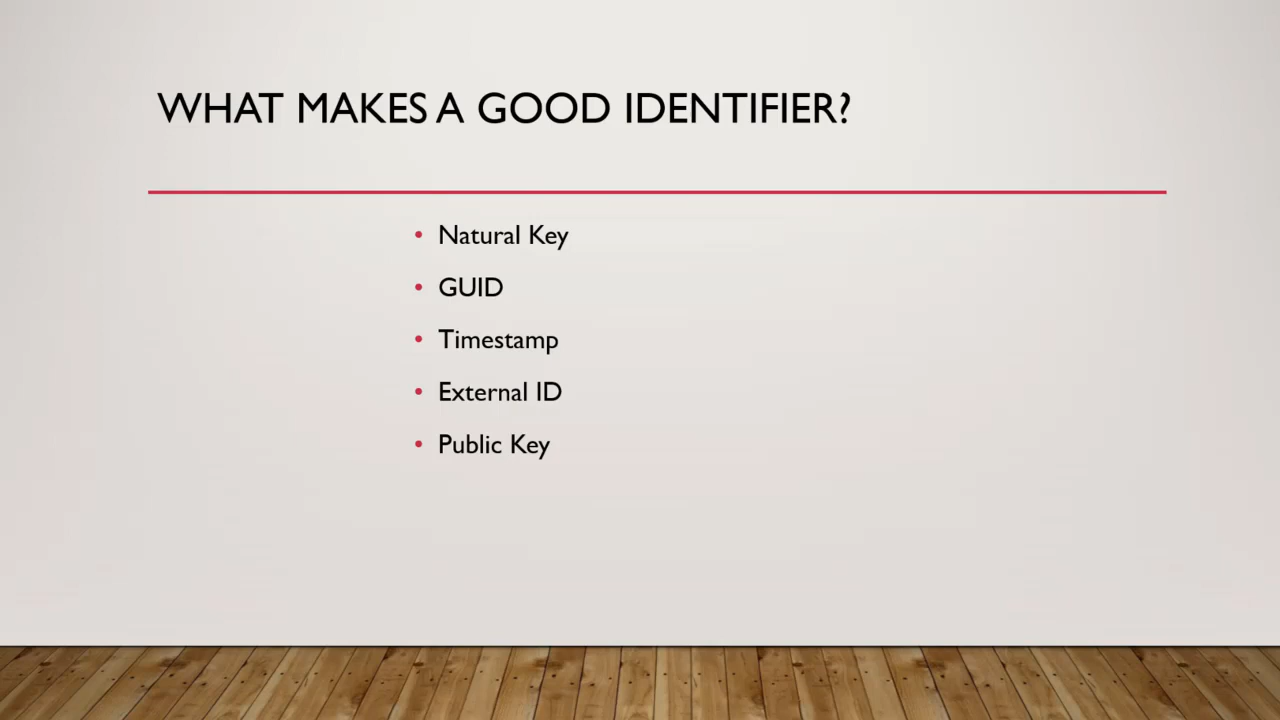 WHAT MAKES A GOOD IDENTIFIER?
• Natural Key
• GUID
• Timestamp
• External ID
• Public Key